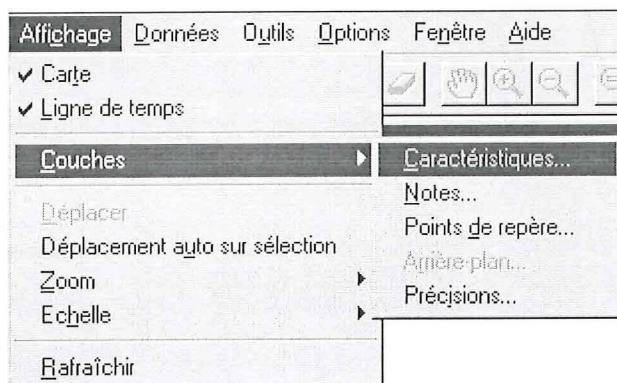 Affichage Données Outils Options Fenêtre Aide
Carte
Ligne de temps
Couches
Déplacer
Déplacement auto sur sélection
Zoom
Echelle
Rafraîchir
Caractéristiques...
Notes...
Points de repère...
Arrière-plan...
Précisions...